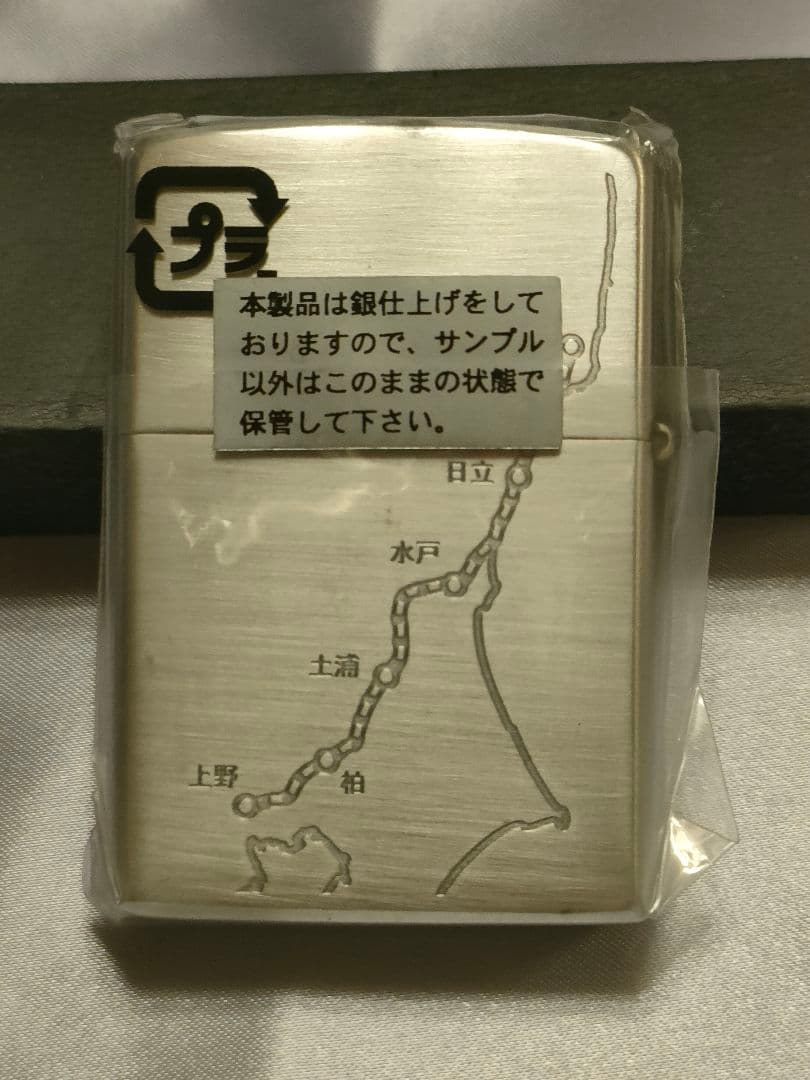 プラ
本製品は銀仕上げをして
おりますので、サンプル
以外はこのままの状態で
保管して下さい。
日立
水戸
土浦
上野
柏